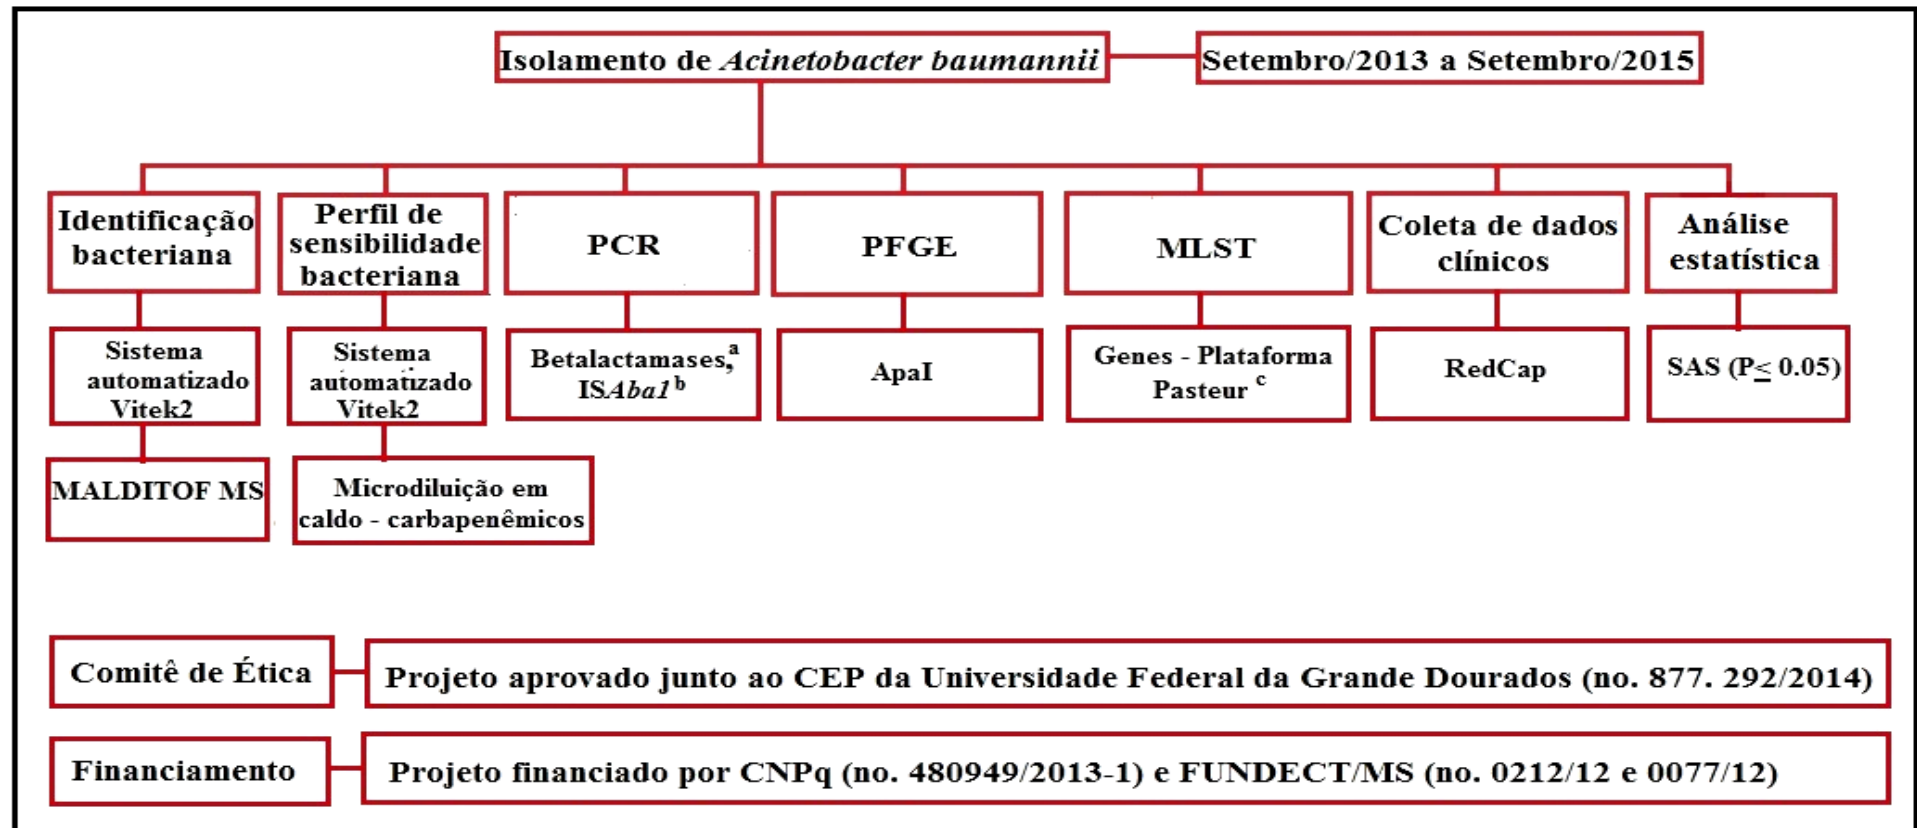 Isolamento de Acinetobacter baumannii
Setembro/2013 a Setembro/2015
Identificação
bacteriana
Perfil de
sensibilidade
bacteriana
PCR
PFGE
MLST
Coleta de dados
clínicos
Análise
estatística
Sistema
automatizado
Vitek2
Sistema
automatizado
Vitek2
Betalactamases,a
ISAba1 b
ApaI
Genes - Plataforma
Pasteur c
RedCap
SAS (P≤ 0.05)
MALDITOF MS
Microdiluição em
caldo - carbapenêmicos
Comitê de Ética
Projeto aprovado junto ao CEP da Universidade Federal da Grande Dourados (no. 877. 292/2014)
Financiamento
Projeto financiado por CNPq (no. 480949/2013-1) e FUNDECT/MS (no. 0212/12 e 0077/12)